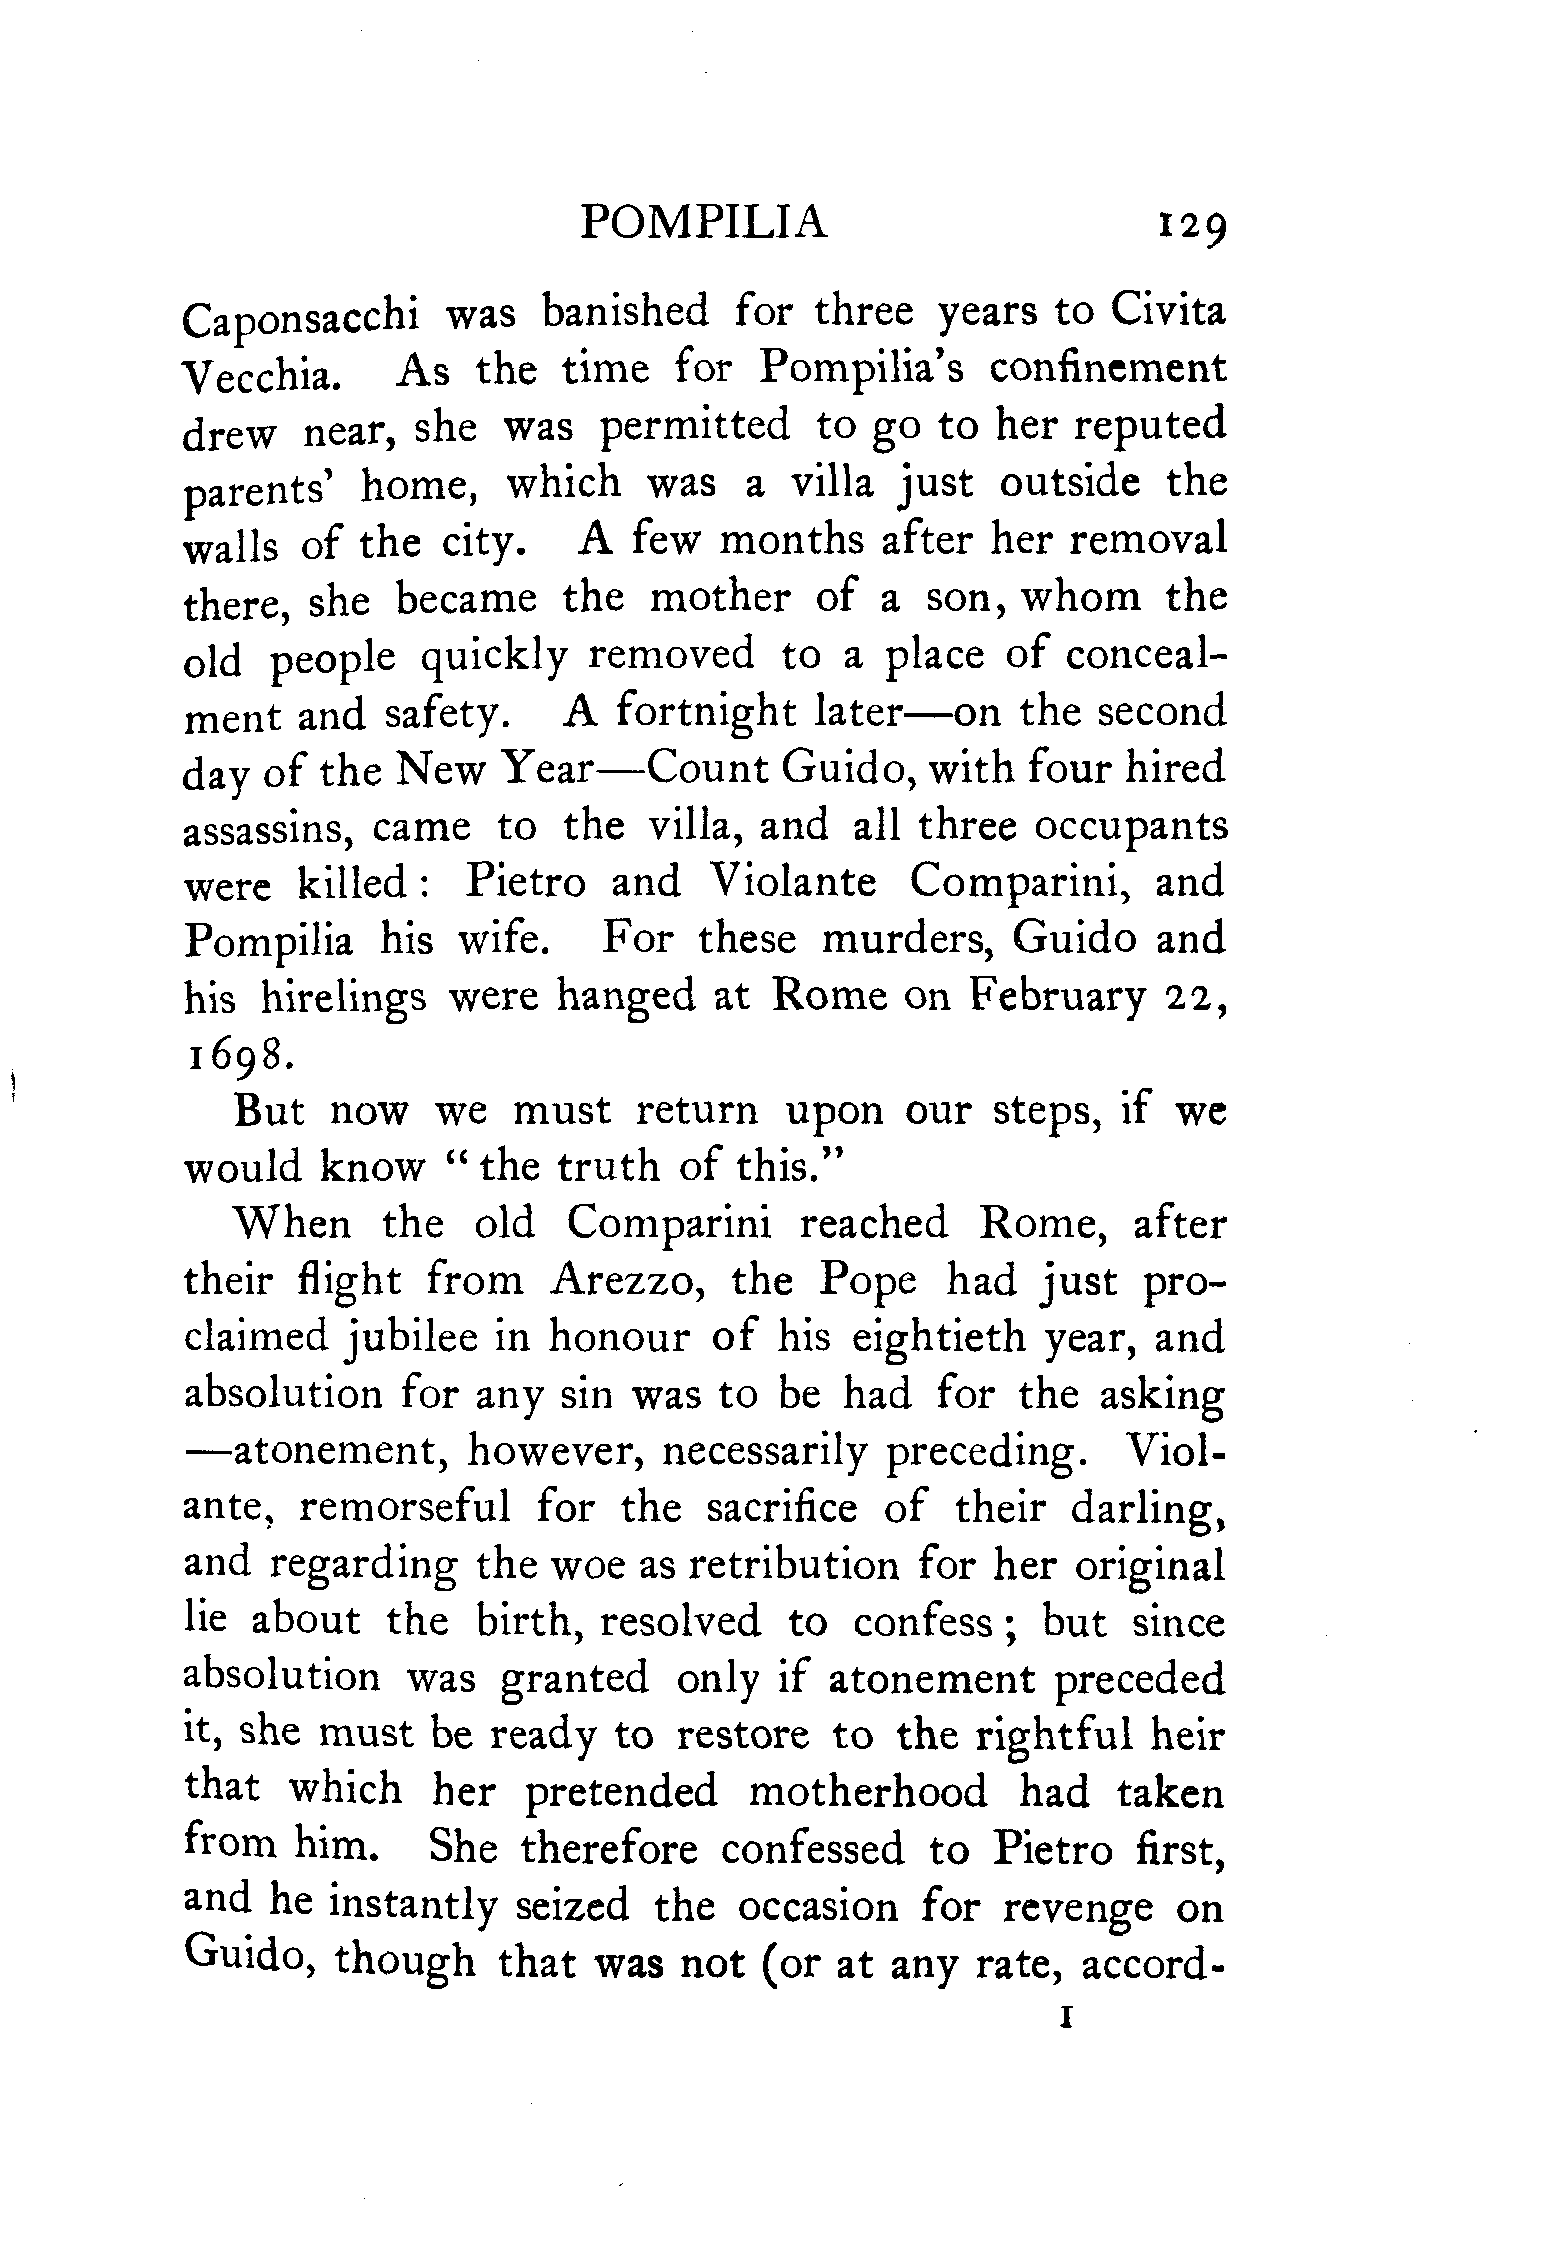 POMPILIA 129
Caponsacchi was banished for three years to Civita
Vecchia. As the time for Pompilia's confinement
drew near, she was permitted to go to her reputed
parents' home, which was a villa just outside the
walls of the city. A few months after her removal
there, she became the mother of a son, whom the
old people quickly removed to a place of conceal-
ment and safety. A fortnight later—on the second
day of the New Year—Count Guido, with four hired
assassins, came to the villa, and all three occupants
were killed: Pietro and Violante Comparini, and
Pompilia his wife. For these murders, Guido and
his hirelings were hanged at Rome on February 22,
1698.
But now we must return upon our steps, if we
would know "the truth of this."
When the old Comparini reached Rome, after
their flight from Arezzo, the Pope had just pro-
claimed jubilee in honour of his eightieth year, and
absolution for any sin was to be had for the asking
—atonement, however, necessarily preceding. Viol-
ante, remorseful for the sacrifice of their darling,
and regarding the woe as retribution for her original
lie about the birth, resolved to confess; but since
absolution was granted only if atonement preceded
it, she must be ready to restore to the rightful heir
that which her pretended motherhood had taken
from him. She therefore confessed to Pietro first,
and he instantly seized the occasion for revenge on
Guido, though that was not (or at any rate, accord-
I